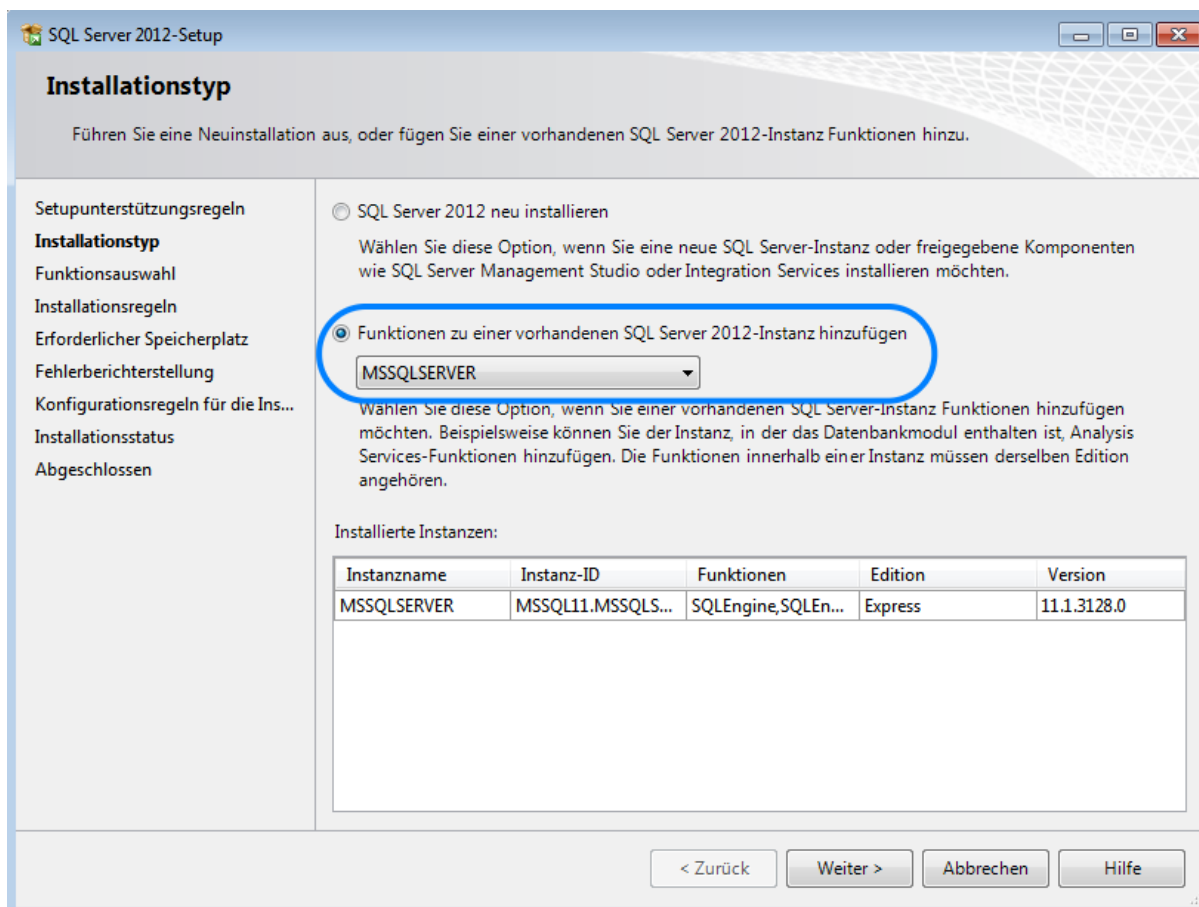 SQL Server 2012-Setup
Installationstyp
Führen Sie eine Neuinstallation aus, oder fügen Sie einer vorhandenen SQL Server 2012-Instanz Funktionen hinzu.
Setupunterstützungsregeln
Installationstyp
Funktionsauswahl
Installationsregeln
Erforderlicher Speicherplatz
Fehlerberichterstellung
Konfigurationsregeln für die Ins...
Installationsstatus
Abgeschlossen
SQL Server 2012 neu installieren
Wählen Sie diese Option, wenn Sie eine neue SQL Server-Instanz oder freigegebene Komponenten
wie SQL Server Management Studio oder Integration Services installieren möchten.
Funktionen zu einer vorhandenen SQL Server 2012-Instanz hinzufügen
MSSQLSERVER
Wählen Sie diese Option, wenn Sie einer vorhandenen SQL Server-Instanz Funktionen hinzufügen
möchten. Beispielsweise können Sie der Instanz, in der das Datenbankmodul enthalten ist, Analysis
Services-Funktionen hinzufügen. Die Funktionen innerhalb einer Instanz müssen derselben Edition
angehören.
Installierte Instanzen:
Instanzname Instanz-ID Funktionen Edition Version
MSSQLSERVER MSSQL11.MSSQLS... SQLEngine,SQLEn... Express 11.1.3128.0
< Zurück Weiter > Abbrechen Hilfe